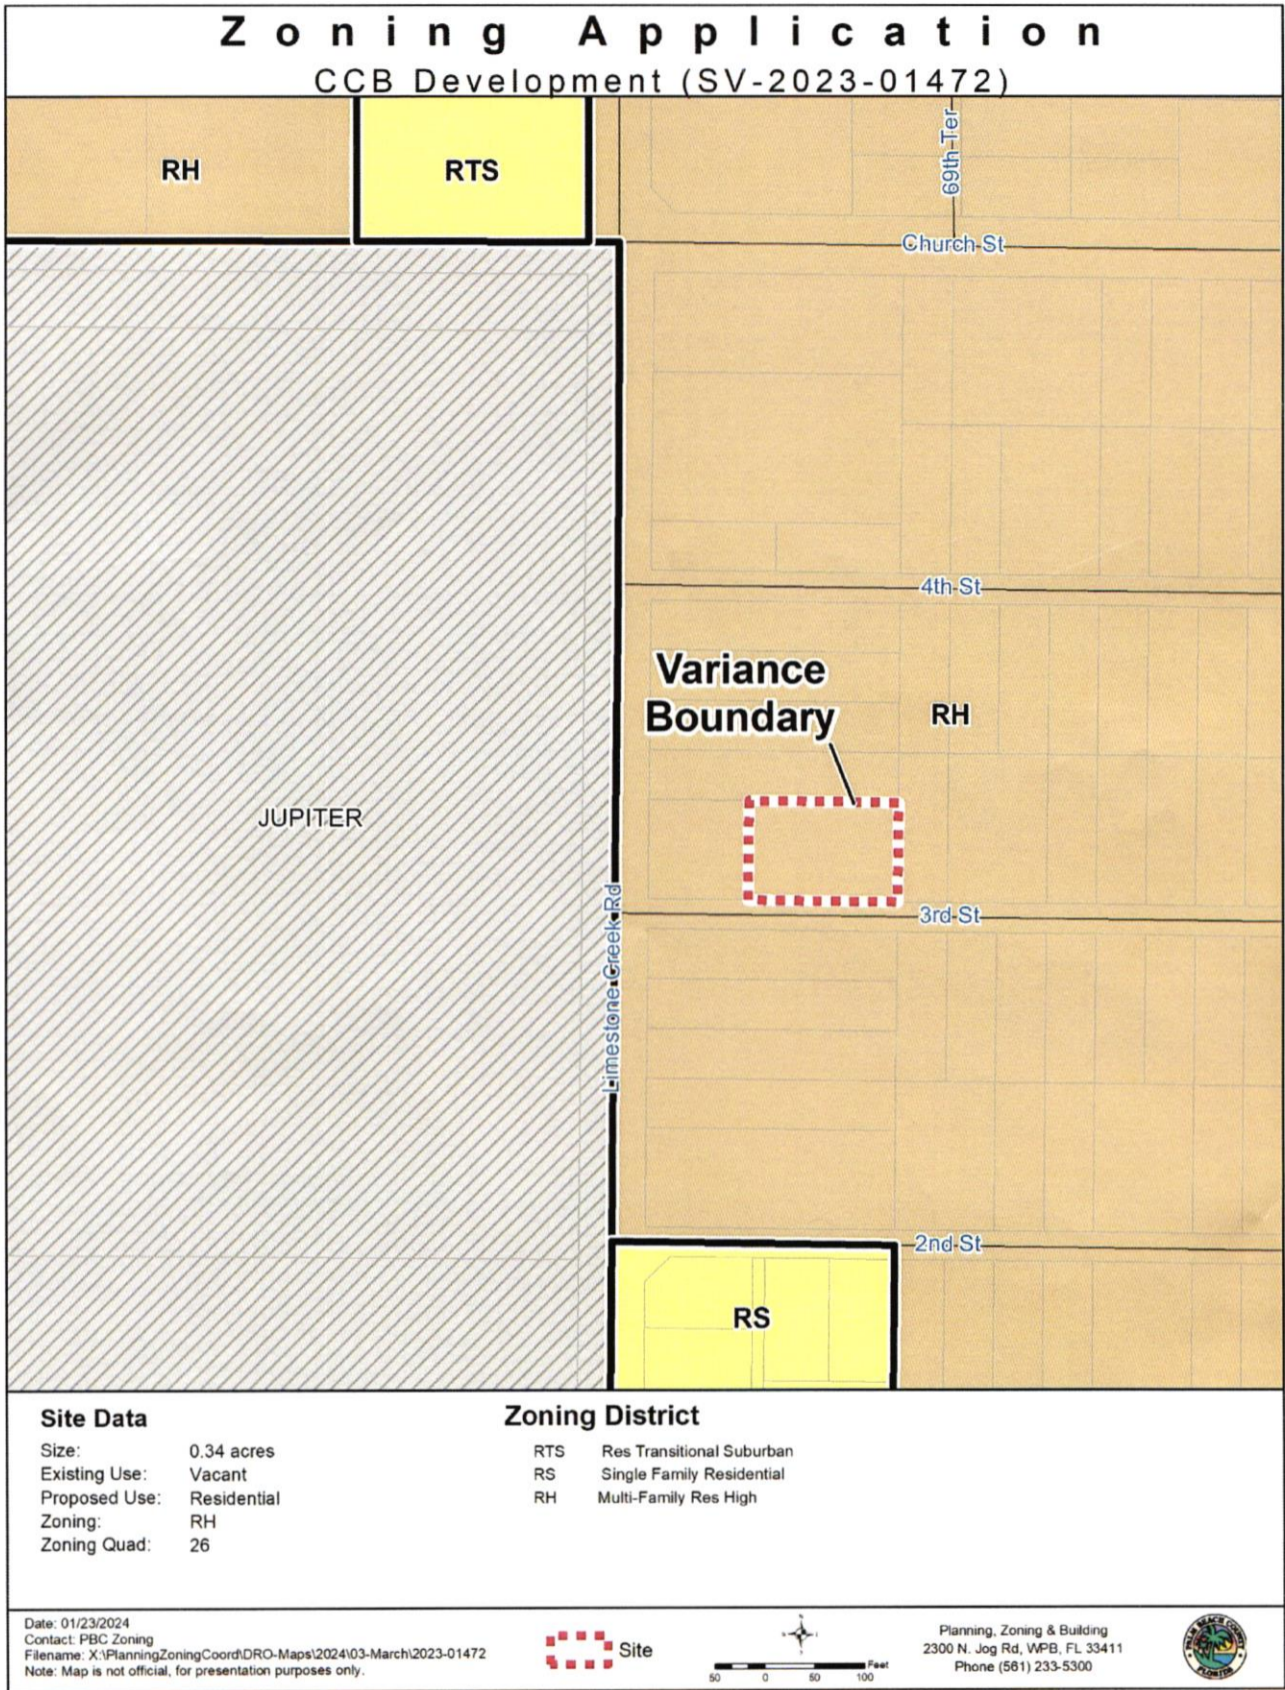 Zoning Application
CCB Development (SV-2023-01472)
RH
RTS
69th Ter
Church St
4th St
Variance
Boundary
RH
JUPITER
Limestone Creek Rd
3rd St
2nd St
RS
Site Data
Size: 0.34 acres
Existing Use: Vacant
Proposed Use: Residential
Zoning: RH
Zoning Quad: 26
Zoning District
RTS Res Transitional Suburban
RS Single Family Residential
RH Multi-Family Res High
Date: 01/23/2024
Contact: PBC Zoning
Filename: X:\PlanningZoningCoord\DRO-Maps\2024\03-March\2023-01472
Note: Map is not official, for presentation purposes only.
Site
Feet
50 0 50 100
Planning, Zoning & Building
2300 N. Jog Rd, WPB, FL 33411
Phone (561) 233-5300
PALM BEACH COUNTY
FLORIDA